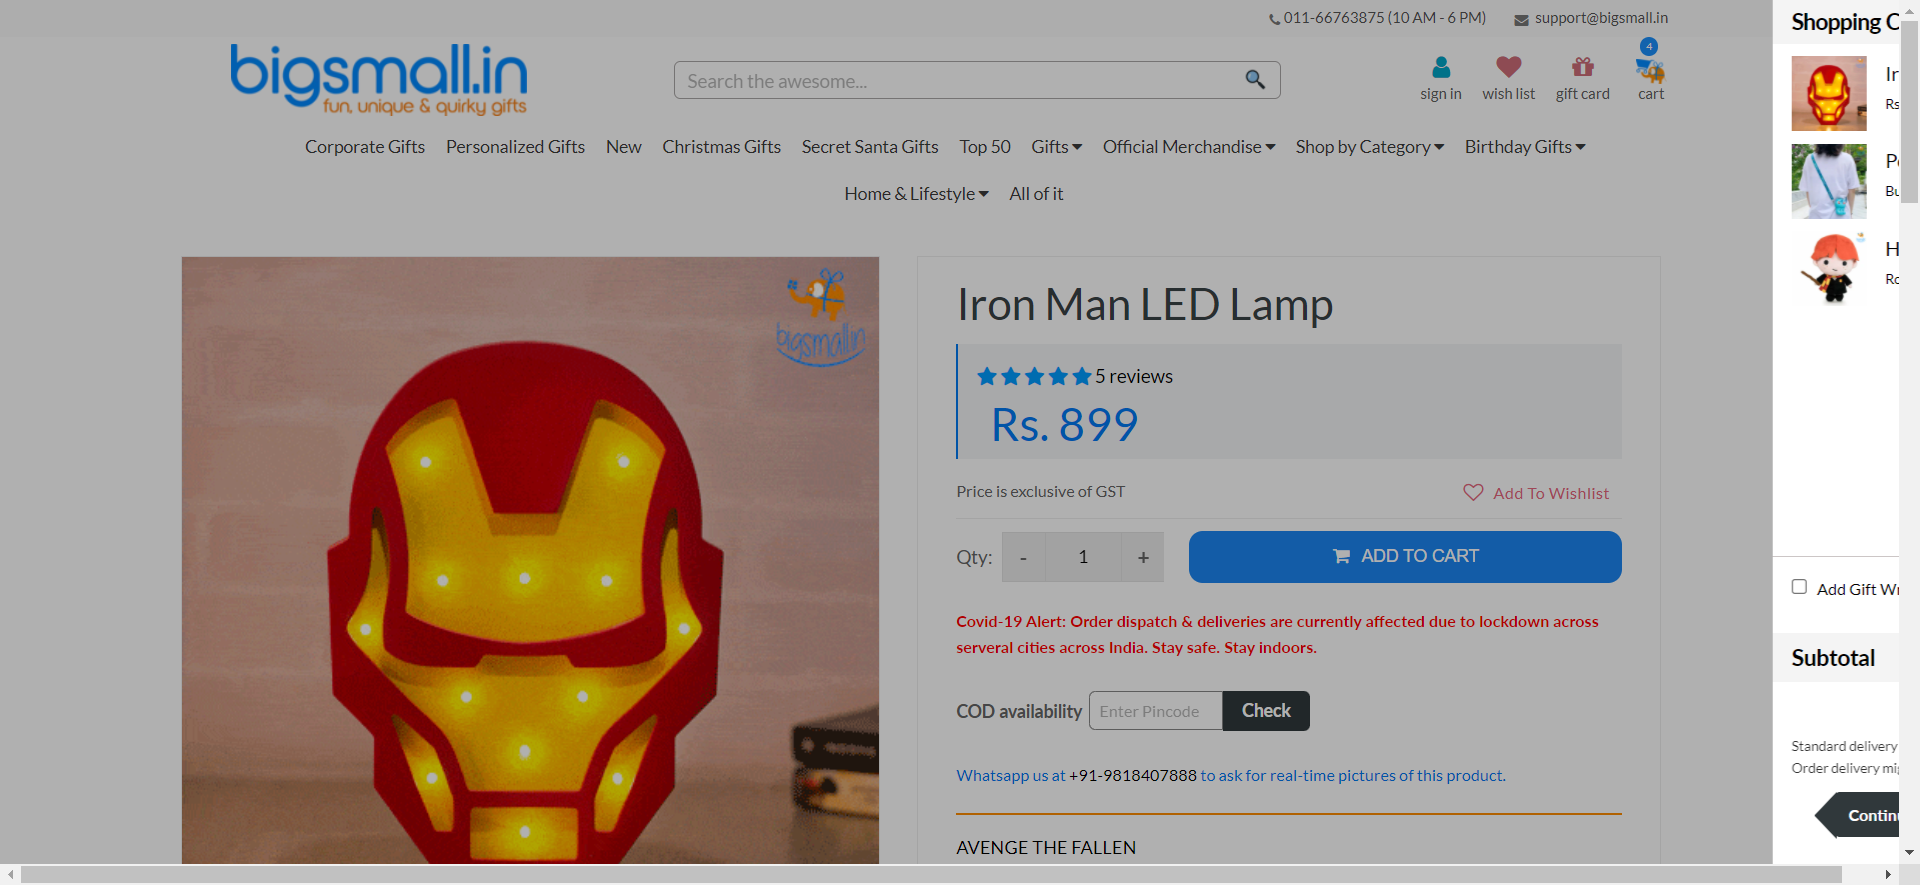 011-66763875 (10 AM - 6 PM)
support@bigsmall.in
Shopping C
bigsmall.in
fun, unique & quirky gifts
Search the awesome...
sign in
wish list
gift card
4
cart
Ir
Rs
Corporate Gifts
Personalized Gifts
New
Christmas Gifts
Secret Santa Gifts
Top 50
Gifts
Official Merchandise
Shop by Category
Birthday Gifts
Home & Lifestyle
All of it
Bu
H
Ro
bigsmall.in
Iron Man LED Lamp
5 reviews
Rs. 899
Price is exclusive of GST
Add To Wishlist
Qty:
-
1
+
ADD TO CART
Covid-19 Alert: Order dispatch & deliveries are currently affected due to lockdown across
serveral cities across India. Stay safe. Stay indoors.
Add Gift Wr
Subtotal
COD availability
Enter Pincode
Check
Standard delivery
Order delivery mig
Whatsapp us at +91-9818407888 to ask for real-time pictures of this product.
Contin
AVENGE THE FALLEN